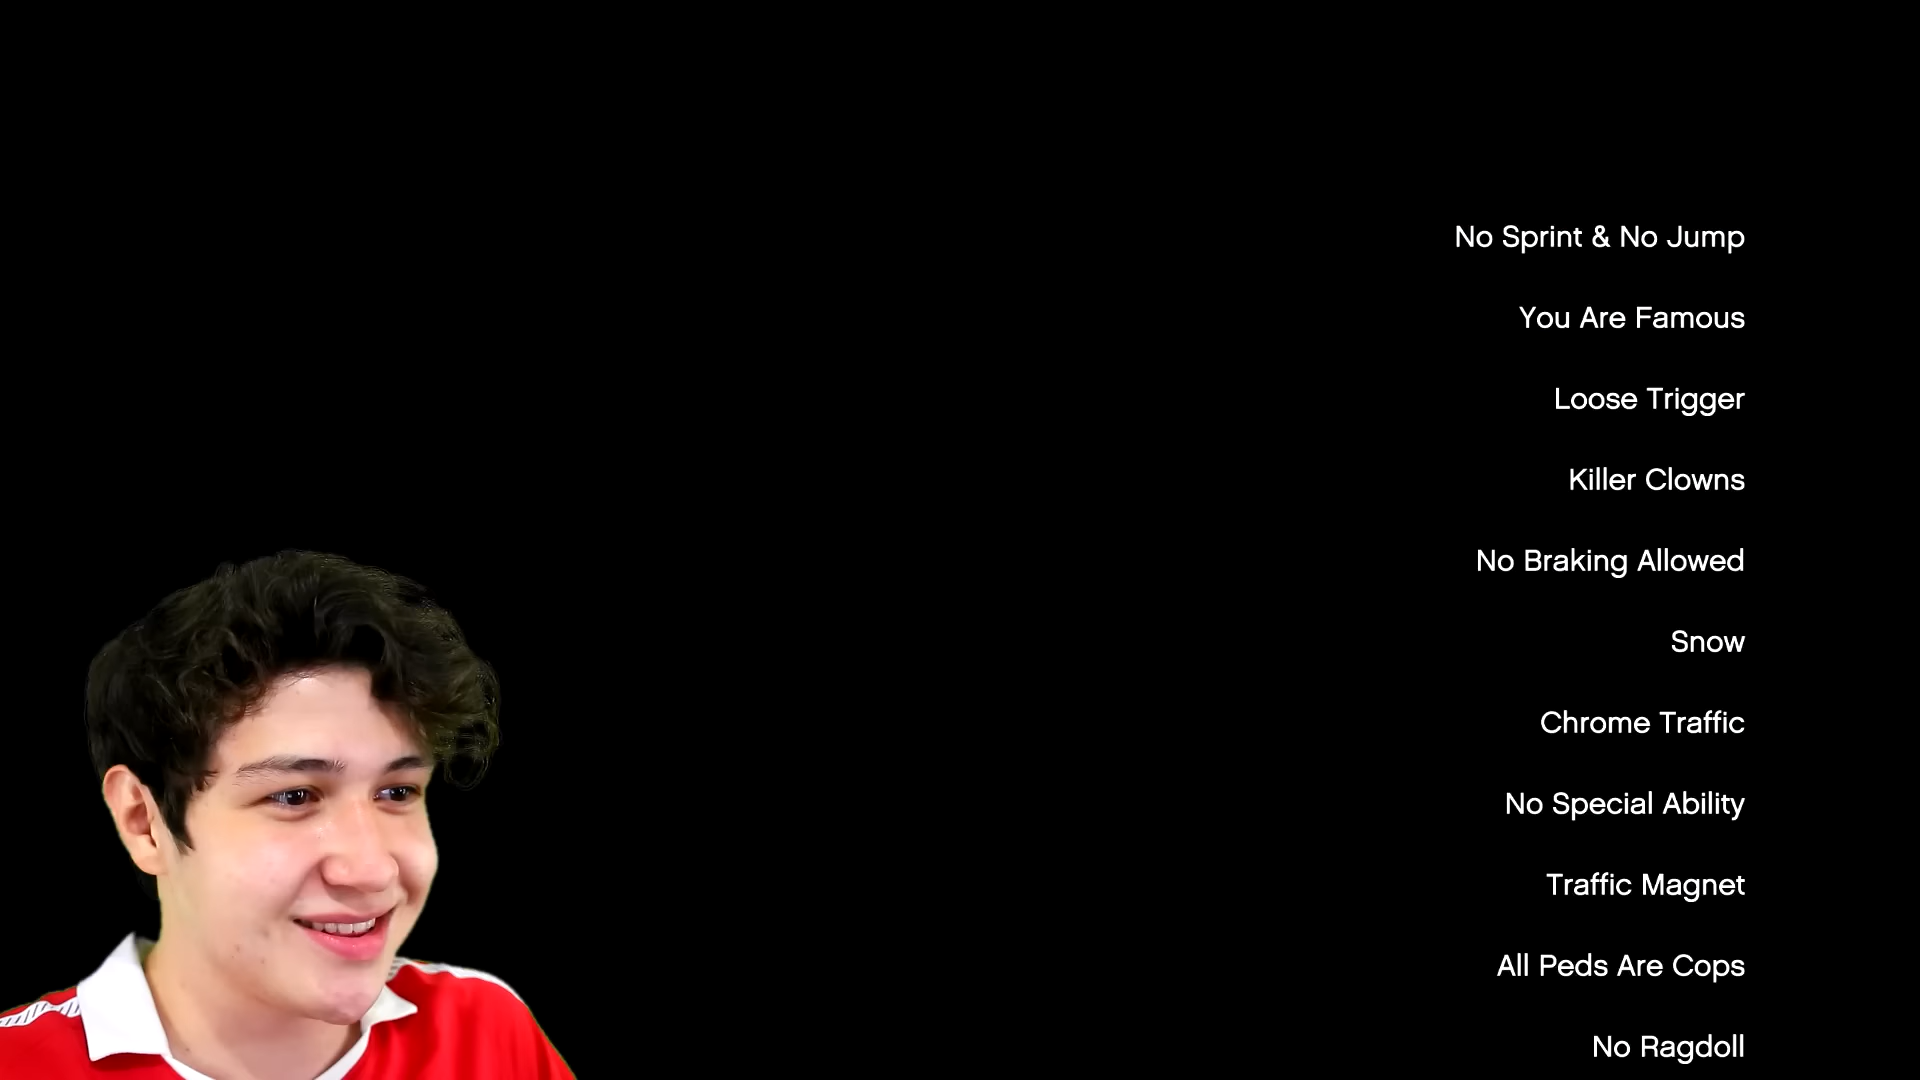 No Sprint & No Jump
You Are Famous
Loose Trigger
Killer Clowns
No Braking Allowed
Snow
Chrome Traffic
No Special Ability
Traffic Magnet
All Peds Are Cops
No Ragdoll